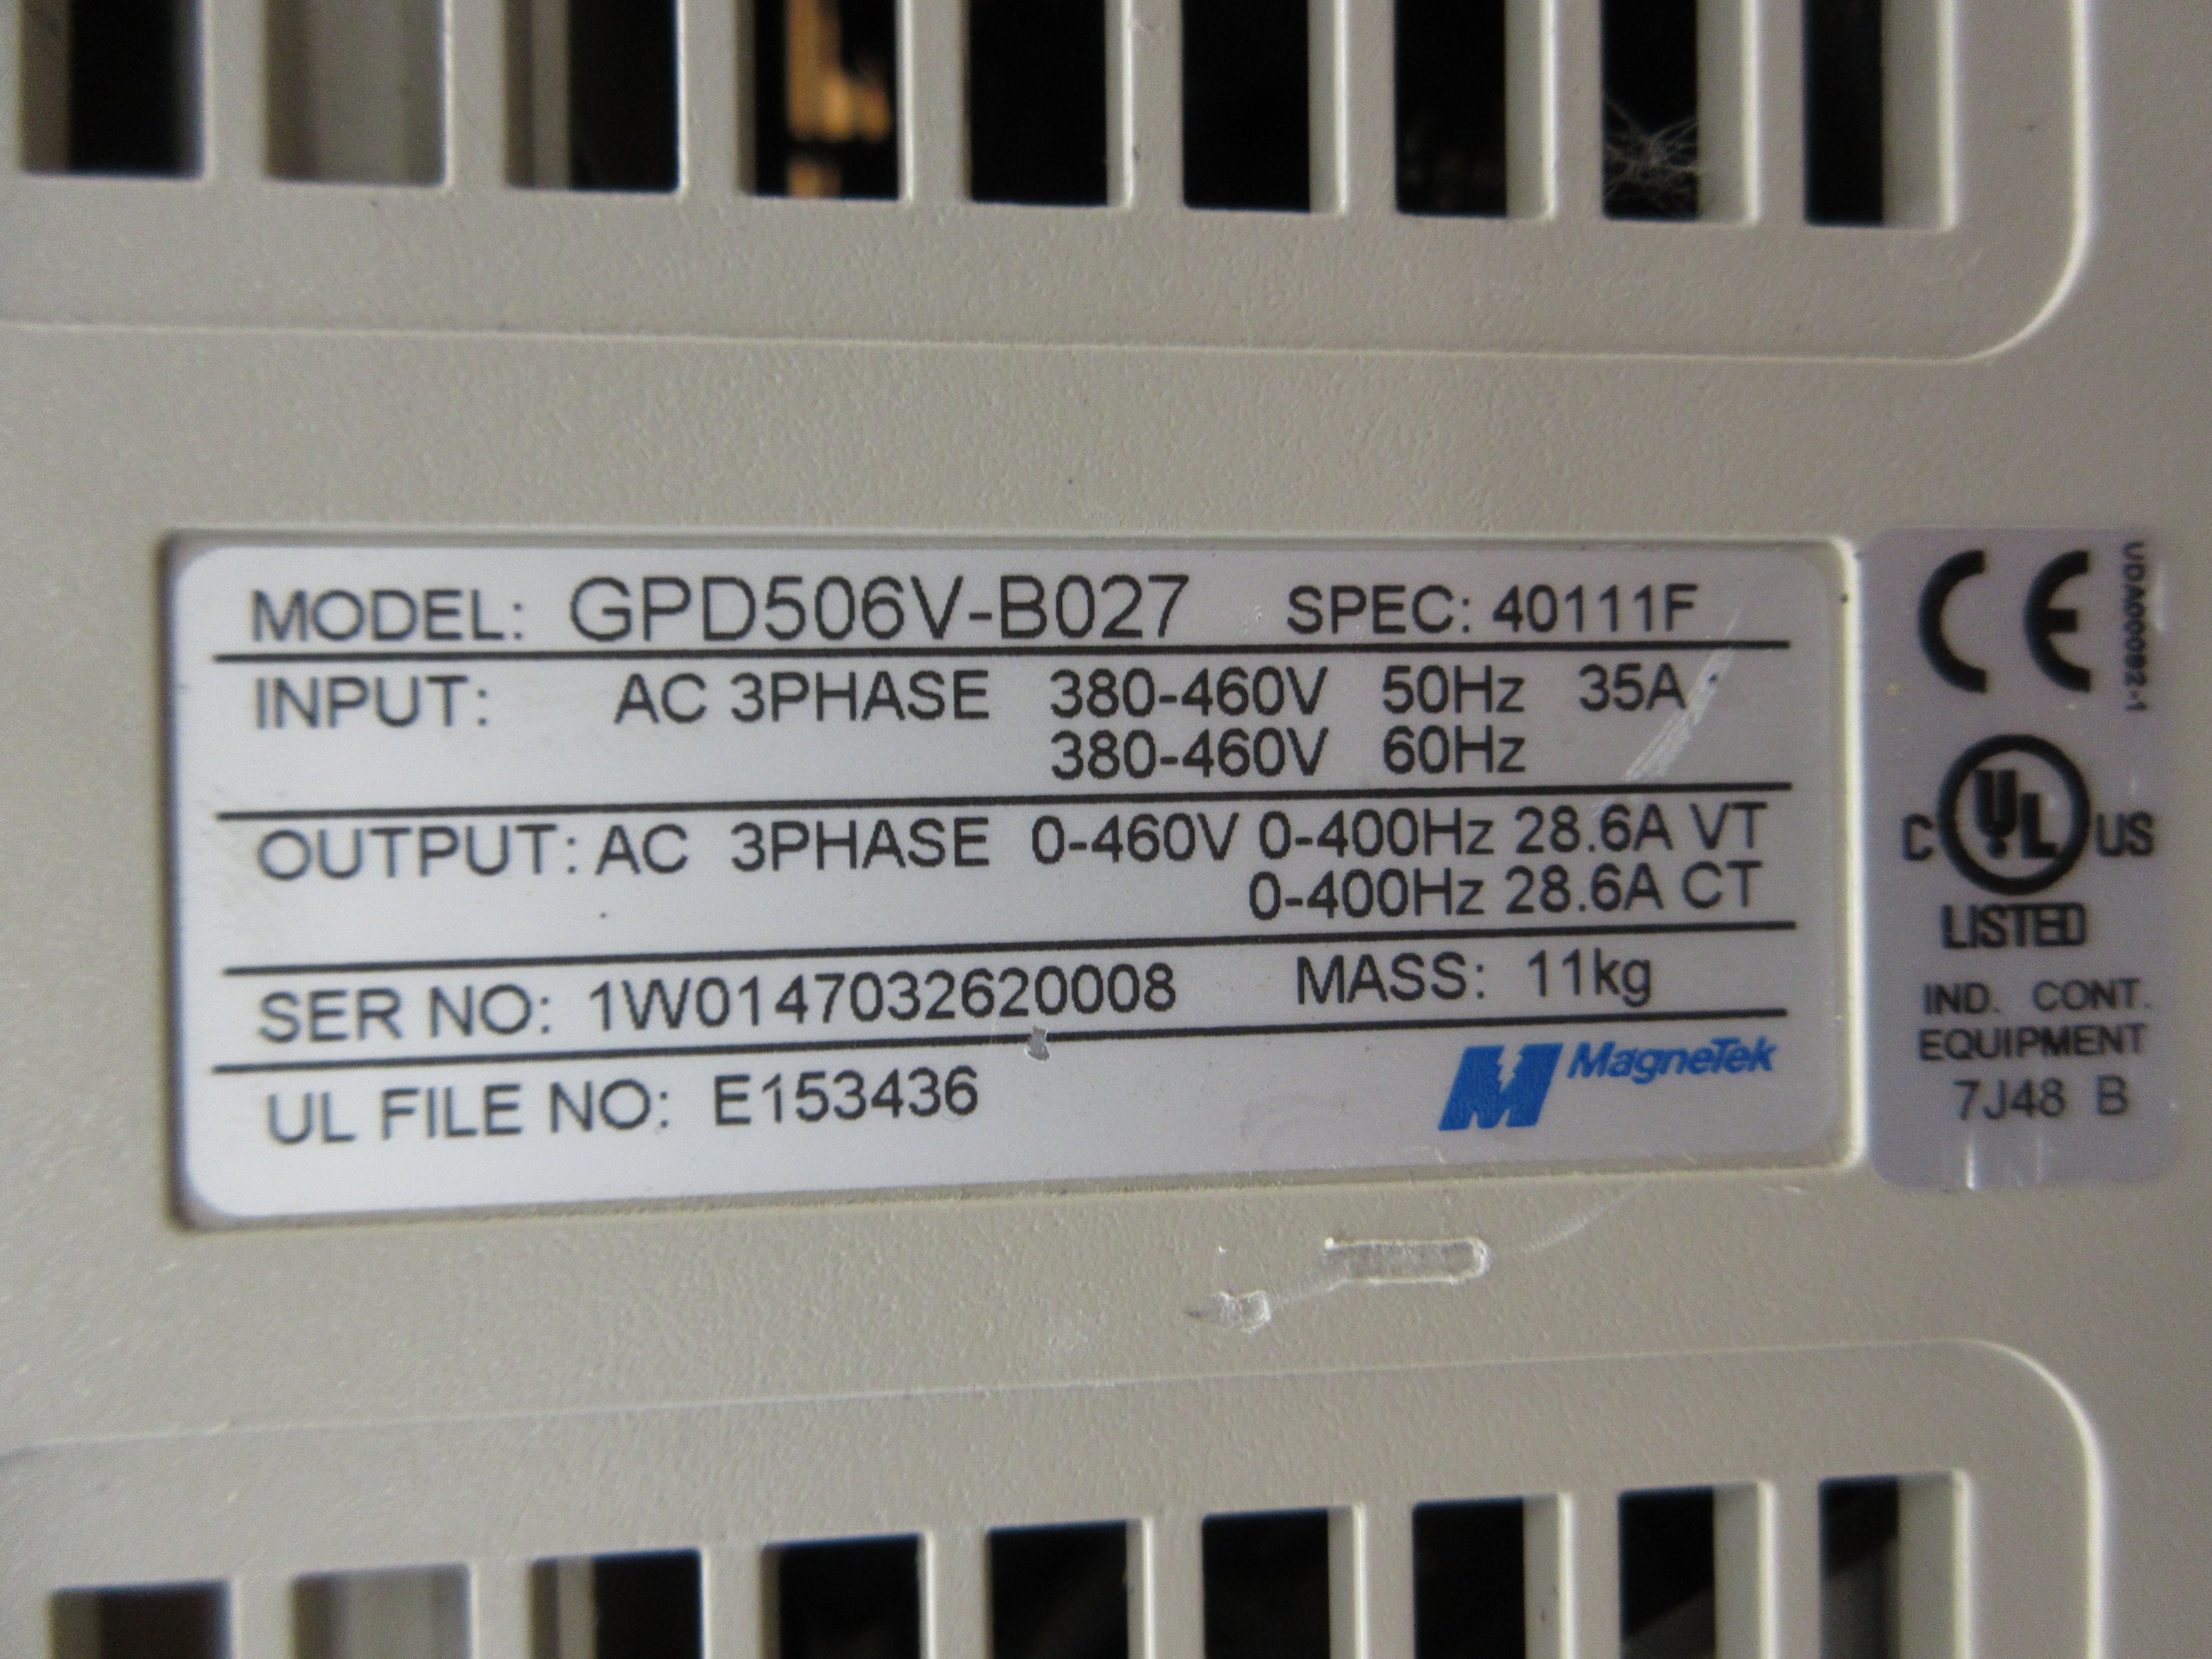 MODEL: GPD506V-B027 SPEC: 40111F
INPUT: AC 3PHASE 380-460V 50Hz 35A
380-460V 60Hz
OUTPUT: AC 3PHASE 0-460V 0-400Hz 28.6A VT
0-400Hz 28.6A CT
SER NO: 1W0147032620008 MASS: 11kg
UL FILE NO: E153436
MagneTek
CE
UDA00092-1
C UL US
LISTED
IND. CONT.
EQUIPMENT
7J48 B